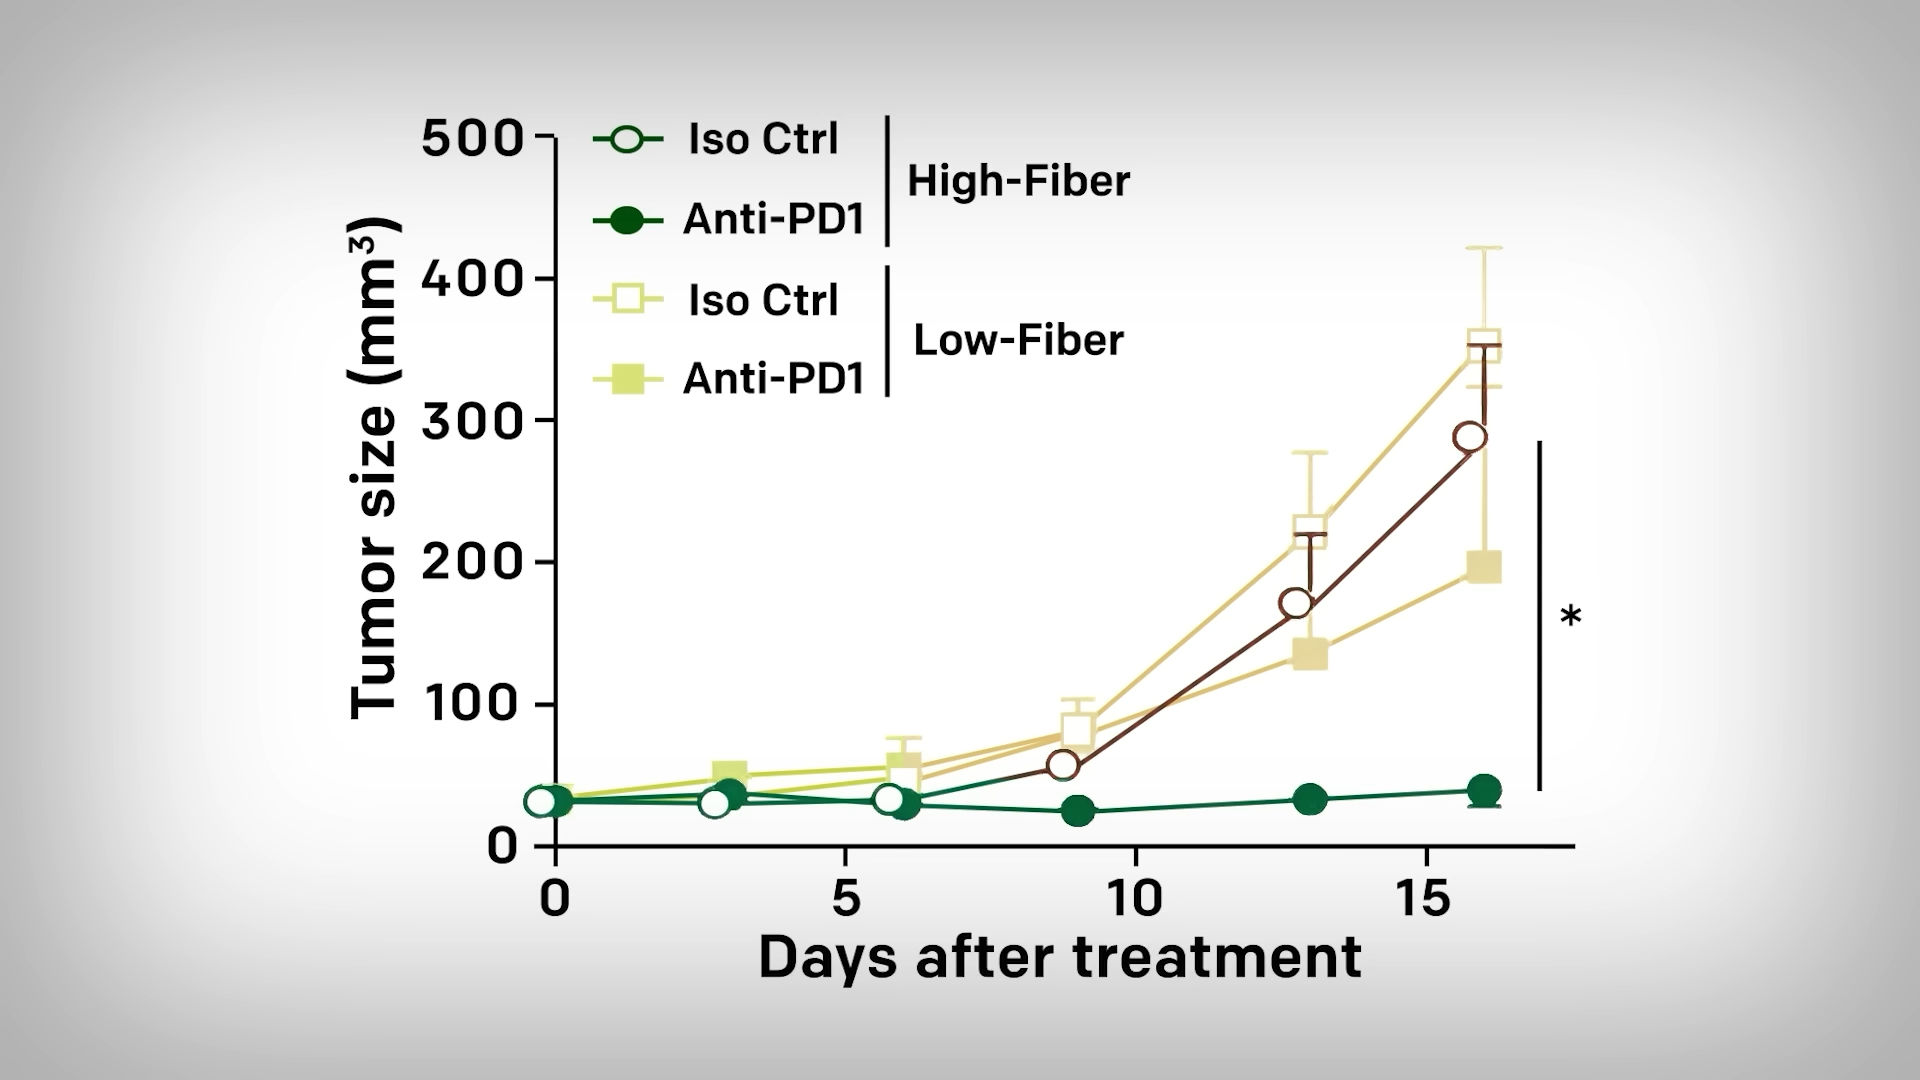 500
400
300
200
100
0
Tumor size (mm³)
Iso Ctrl
Anti-PD1
High-Fiber
Iso Ctrl
Anti-PD1
Low-Fiber
*
0 5 10 15
Days after treatment